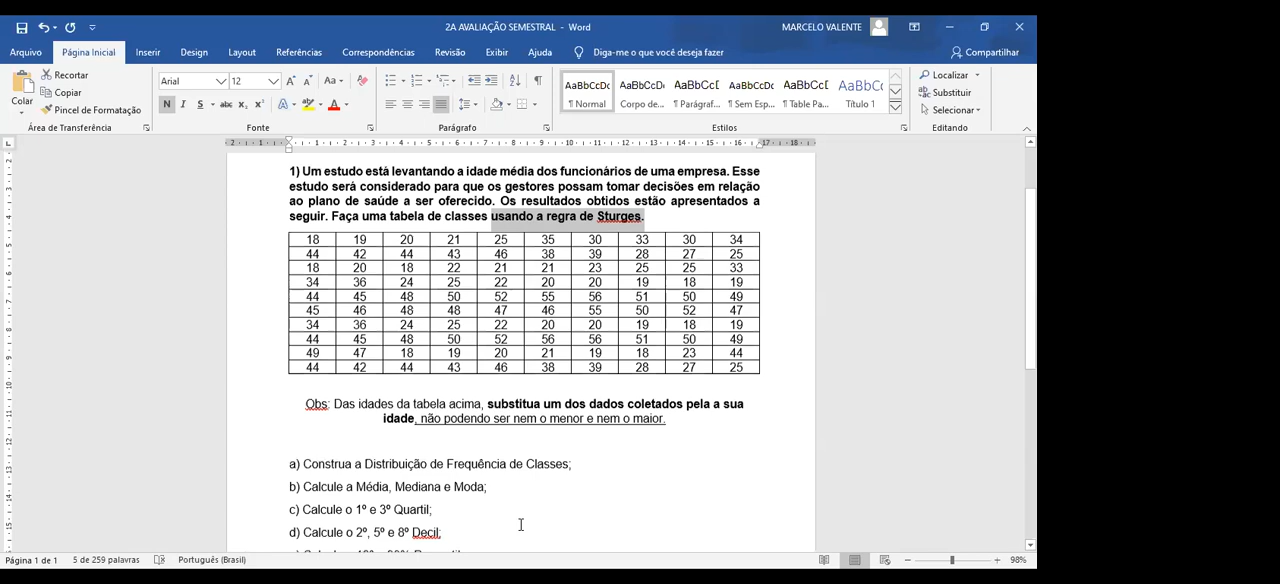 2A AVALIAÇÃO SEMESTRAL - Word
MARCELO VALENTE
Arquivo Página Inicial Inserir Design Layout Referências Correspondências Revisão Exibir Ajuda Diga-me o que você deseja fazer Compartilhar
Colar
Recortar
Copiar
Pincel de Formatação
Área de Transferência
Arial 12
Fonte
Parágrafo
AaBbCcDc AaBbCcDc AaBbC AaBbCcDc AaBbCcI AaBbCc
¶ Normal Corpo de... ¶ Parágraf... ¶ Sem Esp... ¶ Table Pa... Título 1
Estilos
Localizar
Substituir
Selecionar
Editando
1) Um estudo está levantando a idade média dos funcionários de uma empresa. Esse
estudo será considerado para que os gestores possam tomar decisões em relação
ao plano de saúde a ser oferecido. Os resultados obtidos estão apresentados a
seguir. Faça uma tabela de classes usando a regra de Sturges.
18 19 20 21 25 35 30 33 30 34
44 42 44 43 46 38 39 28 27 25
18 20 18 22 21 21 23 25 25 33
34 36 24 25 22 20 20 19 18 19
44 45 48 50 52 55 56 51 50 49
45 46 48 48 47 46 55 50 52 47
34 36 24 25 22 20 20 19 18 19
44 45 48 50 52 56 56 51 50 49
49 47 18 19 20 21 19 18 23 44
44 42 44 43 46 38 39 28 27 25
Obs: Das idades da tabela acima, substitua um dos dados coletados pela a sua
idade, não podendo ser nem o menor e nem o maior.
a) Construa a Distribuição de Frequência de Classes;
b) Calcule a Média, Mediana e Moda;
c) Calcule o 1º e 3º Quartil;
d) Calcule o 2º, 5º e 8º Decil;
Página 1 de 1 5 de 259 palavras Português (Brasil) 98%